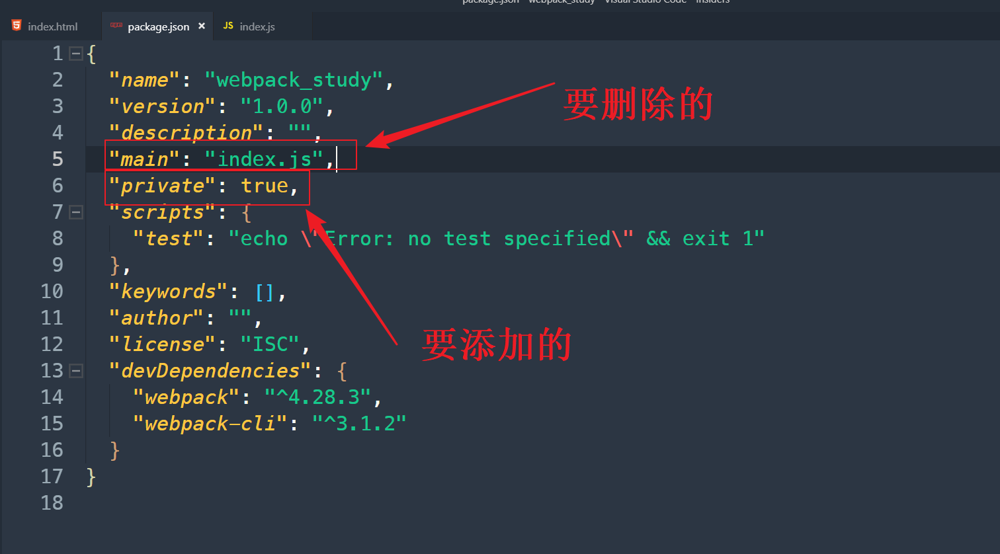 package.json - webpack_study - Visual Studio Code - Insiders
index.html package.json × JS index.js
1 {
2 "name": "webpack_study",
3 "version": "1.0.0",
要删除的
4 "description": "",
5 "main": "index.js",
6 "private": true,
7 "scripts": {
8 "test": "echo \"Error: no test specified\" && exit 1"
9 },
10 "keywords": [],
11 "author": "",
12 "license": "ISC",
要添加的
13 "devDependencies": {
14 "webpack": "^4.28.3",
15 "webpack-cli": "^3.1.2"
16 }
17 }
18